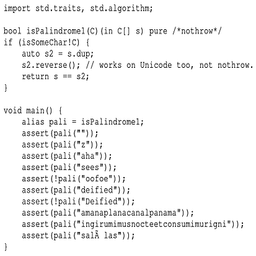 import std.traits, std.algorithm;
bool isPalindrome1(C)(in C[] s) pure /*nothrow*/
if (isSomeChar!C) {
auto s2 = s.dup;
s2.reverse(); // works on Unicode too, not nothrow.
return s == s2;
}
void main() {
alias pali = isPalindrome1;
assert(pali(""));
assert(pali("z"));
assert(pali("aha"));
assert(pali("sees"));
assert(!pali("oofoe"));
assert(pali("deified"));
assert(!pali("Deified"));
assert(pali("amanaplanacanalpanama"));
assert(pali("ingirumimusnocteetconsumimurigni"));
assert(pali("salÃ las"));
}